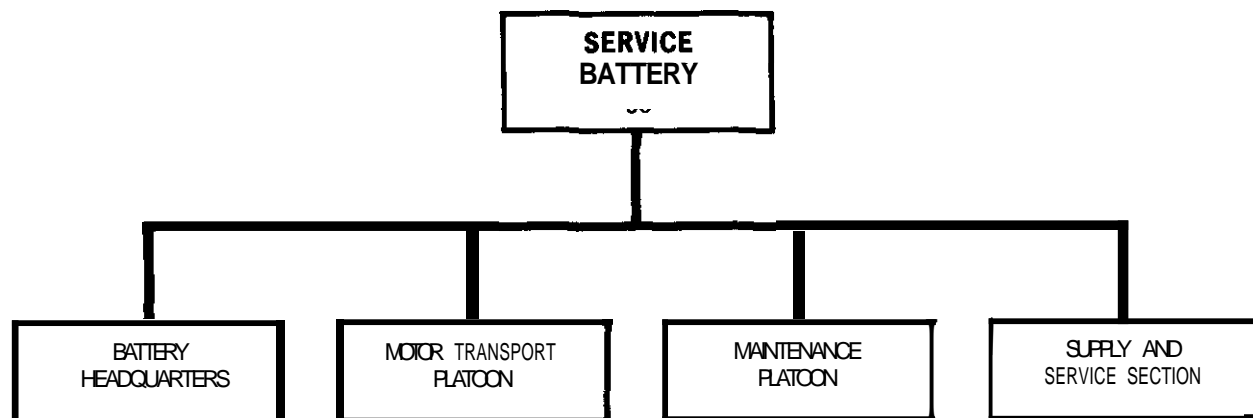 SERVICE
BATTERY
BATTERY
HEADQUARTERS
MOTOR TRANSPORT
PLATOON
MAINTENANCE
PLATOON
SUPPLY AND
SERVICE SECTION